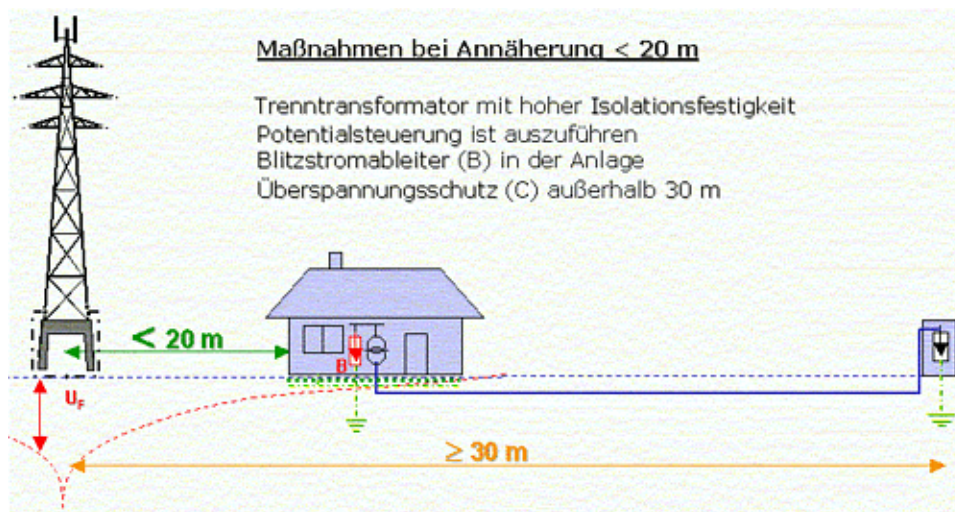 Maßnahmen bei Annäherung < 20 m
Trenntransformator mit hoher Isolationsfestigkeit
Potentialsteuerung ist auszuführen
Blitzstromableiter (B) in der Anlage
Überspannungsschutz (C) außerhalb 30 m
< 20 m
B
UF
≥ 30 m